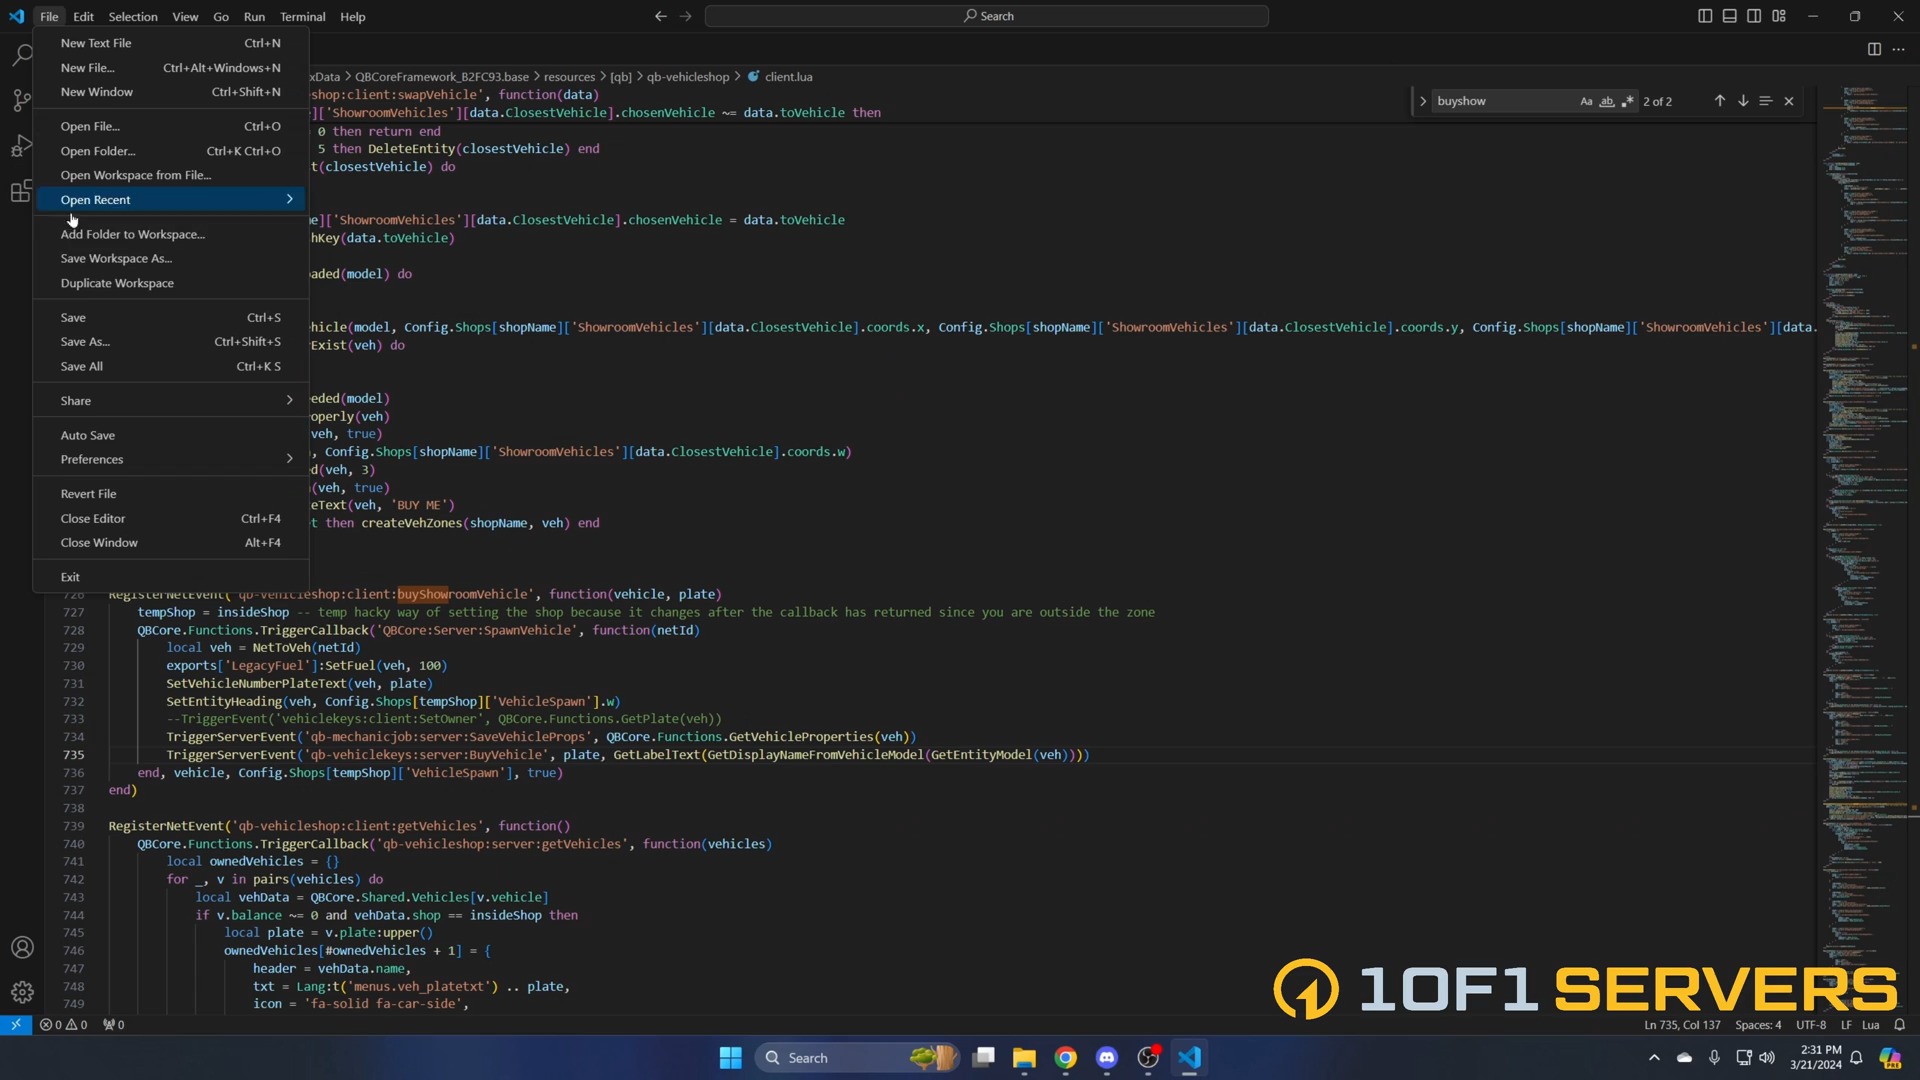 File Edit Selection View Go Run Terminal Help
Search
New Text File Ctrl+N
New File... Ctrl+Alt+Windows+N
New Window Ctrl+Shift+N
Open File... Ctrl+O
Open Folder... Ctrl+K Ctrl+O
Open Workspace from File...
Open Recent
Add Folder to Workspace...
Save Workspace As...
Duplicate Workspace
Save Ctrl+S
Save As... Ctrl+Shift+S
Save All Ctrl+K S
Share
Auto Save
Preferences
Revert File
Close Editor Ctrl+F4
Close Window Alt+F4
Exit
xData > QBCoreFramework_B2FC93.base > resources > [qb] > qb-vehicleshop > client.lua
buyshow Aa ab .* 2 of 2
shop:client:swapVehicle', function(data)
]['ShowroomVehicles'][data.ClosestVehicle].chosenVehicle ~= data.toVehicle then
0 then return end
5 then DeleteEntity(closestVehicle) end
t(closestVehicle) do
e]['ShowroomVehicles'][data.ClosestVehicle].chosenVehicle = data.toVehicle
hKey(data.toVehicle)
aded(model) do
hicle(model, Config.Shops[shopName]['ShowroomVehicles'][data.ClosestVehicle].coords.x, Config.Shops[shopName]['ShowroomVehicles'][data.ClosestVehicle].coords.y, Config.Shops[shopName]['ShowroomVehicles'][data.
rExist(veh) do
eded(model)
operly(veh)
veh, true)
, Config.Shops[shopName]['ShowroomVehicles'][data.ClosestVehicle].coords.w)
d(veh, 3)
(veh, true)
eText(veh, 'BUY ME')
t then createVehZones(shopName, veh) end
726 RegisterNetEvent('qb-vehicleshop:client:buyShowroomVehicle', function(vehicle, plate)
727 tempShop = insideShop -- temp hacky way of setting the shop because it changes after the callback has returned since you are outside the zone
728 QBCore.Functions.TriggerCallback('QBCore:Server:SpawnVehicle', function(netId)
729 local veh = NetToVeh(netId)
730 exports['LegacyFuel']:SetFuel(veh, 100)
731 SetVehicleNumberPlateText(veh, plate)
732 SetEntityHeading(veh, Config.Shops[tempShop]['VehicleSpawn'].w)
733 --TriggerEvent('vehiclekeys:client:SetOwner', QBCore.Functions.GetPlate(veh))
734 TriggerServerEvent('qb-mechanicjob:server:SaveVehicleProps', QBCore.Functions.GetVehicleProperties(veh))
735 TriggerServerEvent('qb-vehiclekeys:server:BuyVehicle', plate, GetLabelText(GetDisplayNameFromVehicleModel(GetEntityModel(veh))))
736 end, vehicle, Config.Shops[tempShop]['VehicleSpawn'], true)
737 end)
738
739 RegisterNetEvent('qb-vehicleshop:client:getVehicles', function()
740 QBCore.Functions.TriggerCallback('qb-vehicleshop:server:getVehicles', function(vehicles)
741 local ownedVehicles = {}
742 for _, v in pairs(vehicles) do
743 local vehData = QBCore.Shared.Vehicles[v.vehicle]
744 if v.balance ~= 0 and vehData.shop == insideShop then
745 local plate = v.plate:upper()
746 ownedVehicles[#ownedVehicles + 1] = {
747 header = vehData.name,
748 txt = Lang:t('menus.veh_platetxt') .. plate,
749 icon = 'fa-solid fa-car-side',
1OF1 SERVERS
0 0 0
Ln 735, Col 137 Spaces: 4 UTF-8 LF Lua
Search
2:31 PM
3/21/2024